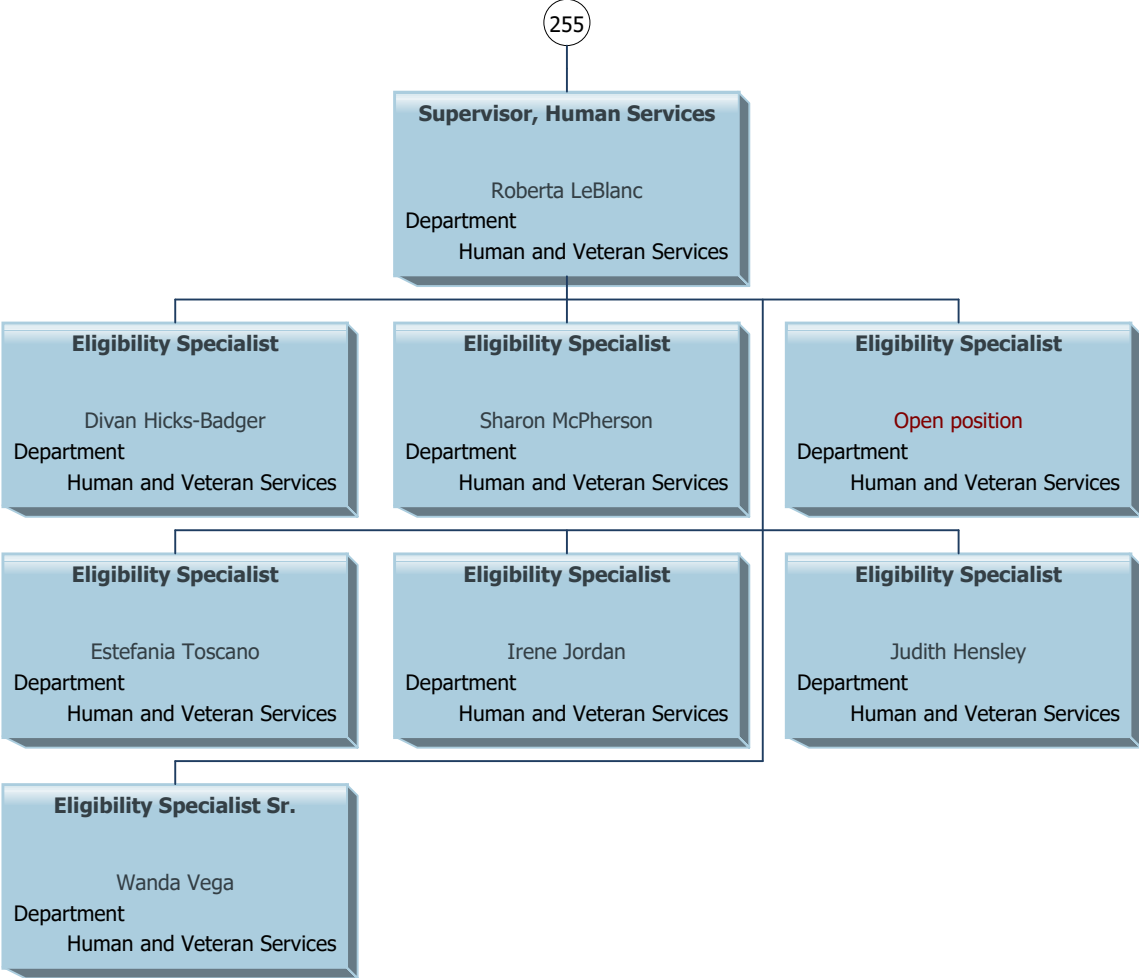 255
Supervisor, Human Services
Roberta LeBlanc
Department
Human and Veteran Services
Eligibility Specialist
Divan Hicks-Badger
Department
Human and Veteran Services
Eligibility Specialist
Sharon McPherson
Department
Human and Veteran Services
Eligibility Specialist
Open position
Department
Human and Veteran Services
Eligibility Specialist
Estefania Toscano
Department
Human and Veteran Services
Eligibility Specialist
Irene Jordan
Department
Human and Veteran Services
Eligibility Specialist
Judith Hensley
Department
Human and Veteran Services
Eligibility Specialist Sr.
Wanda Vega
Department
Human and Veteran Services